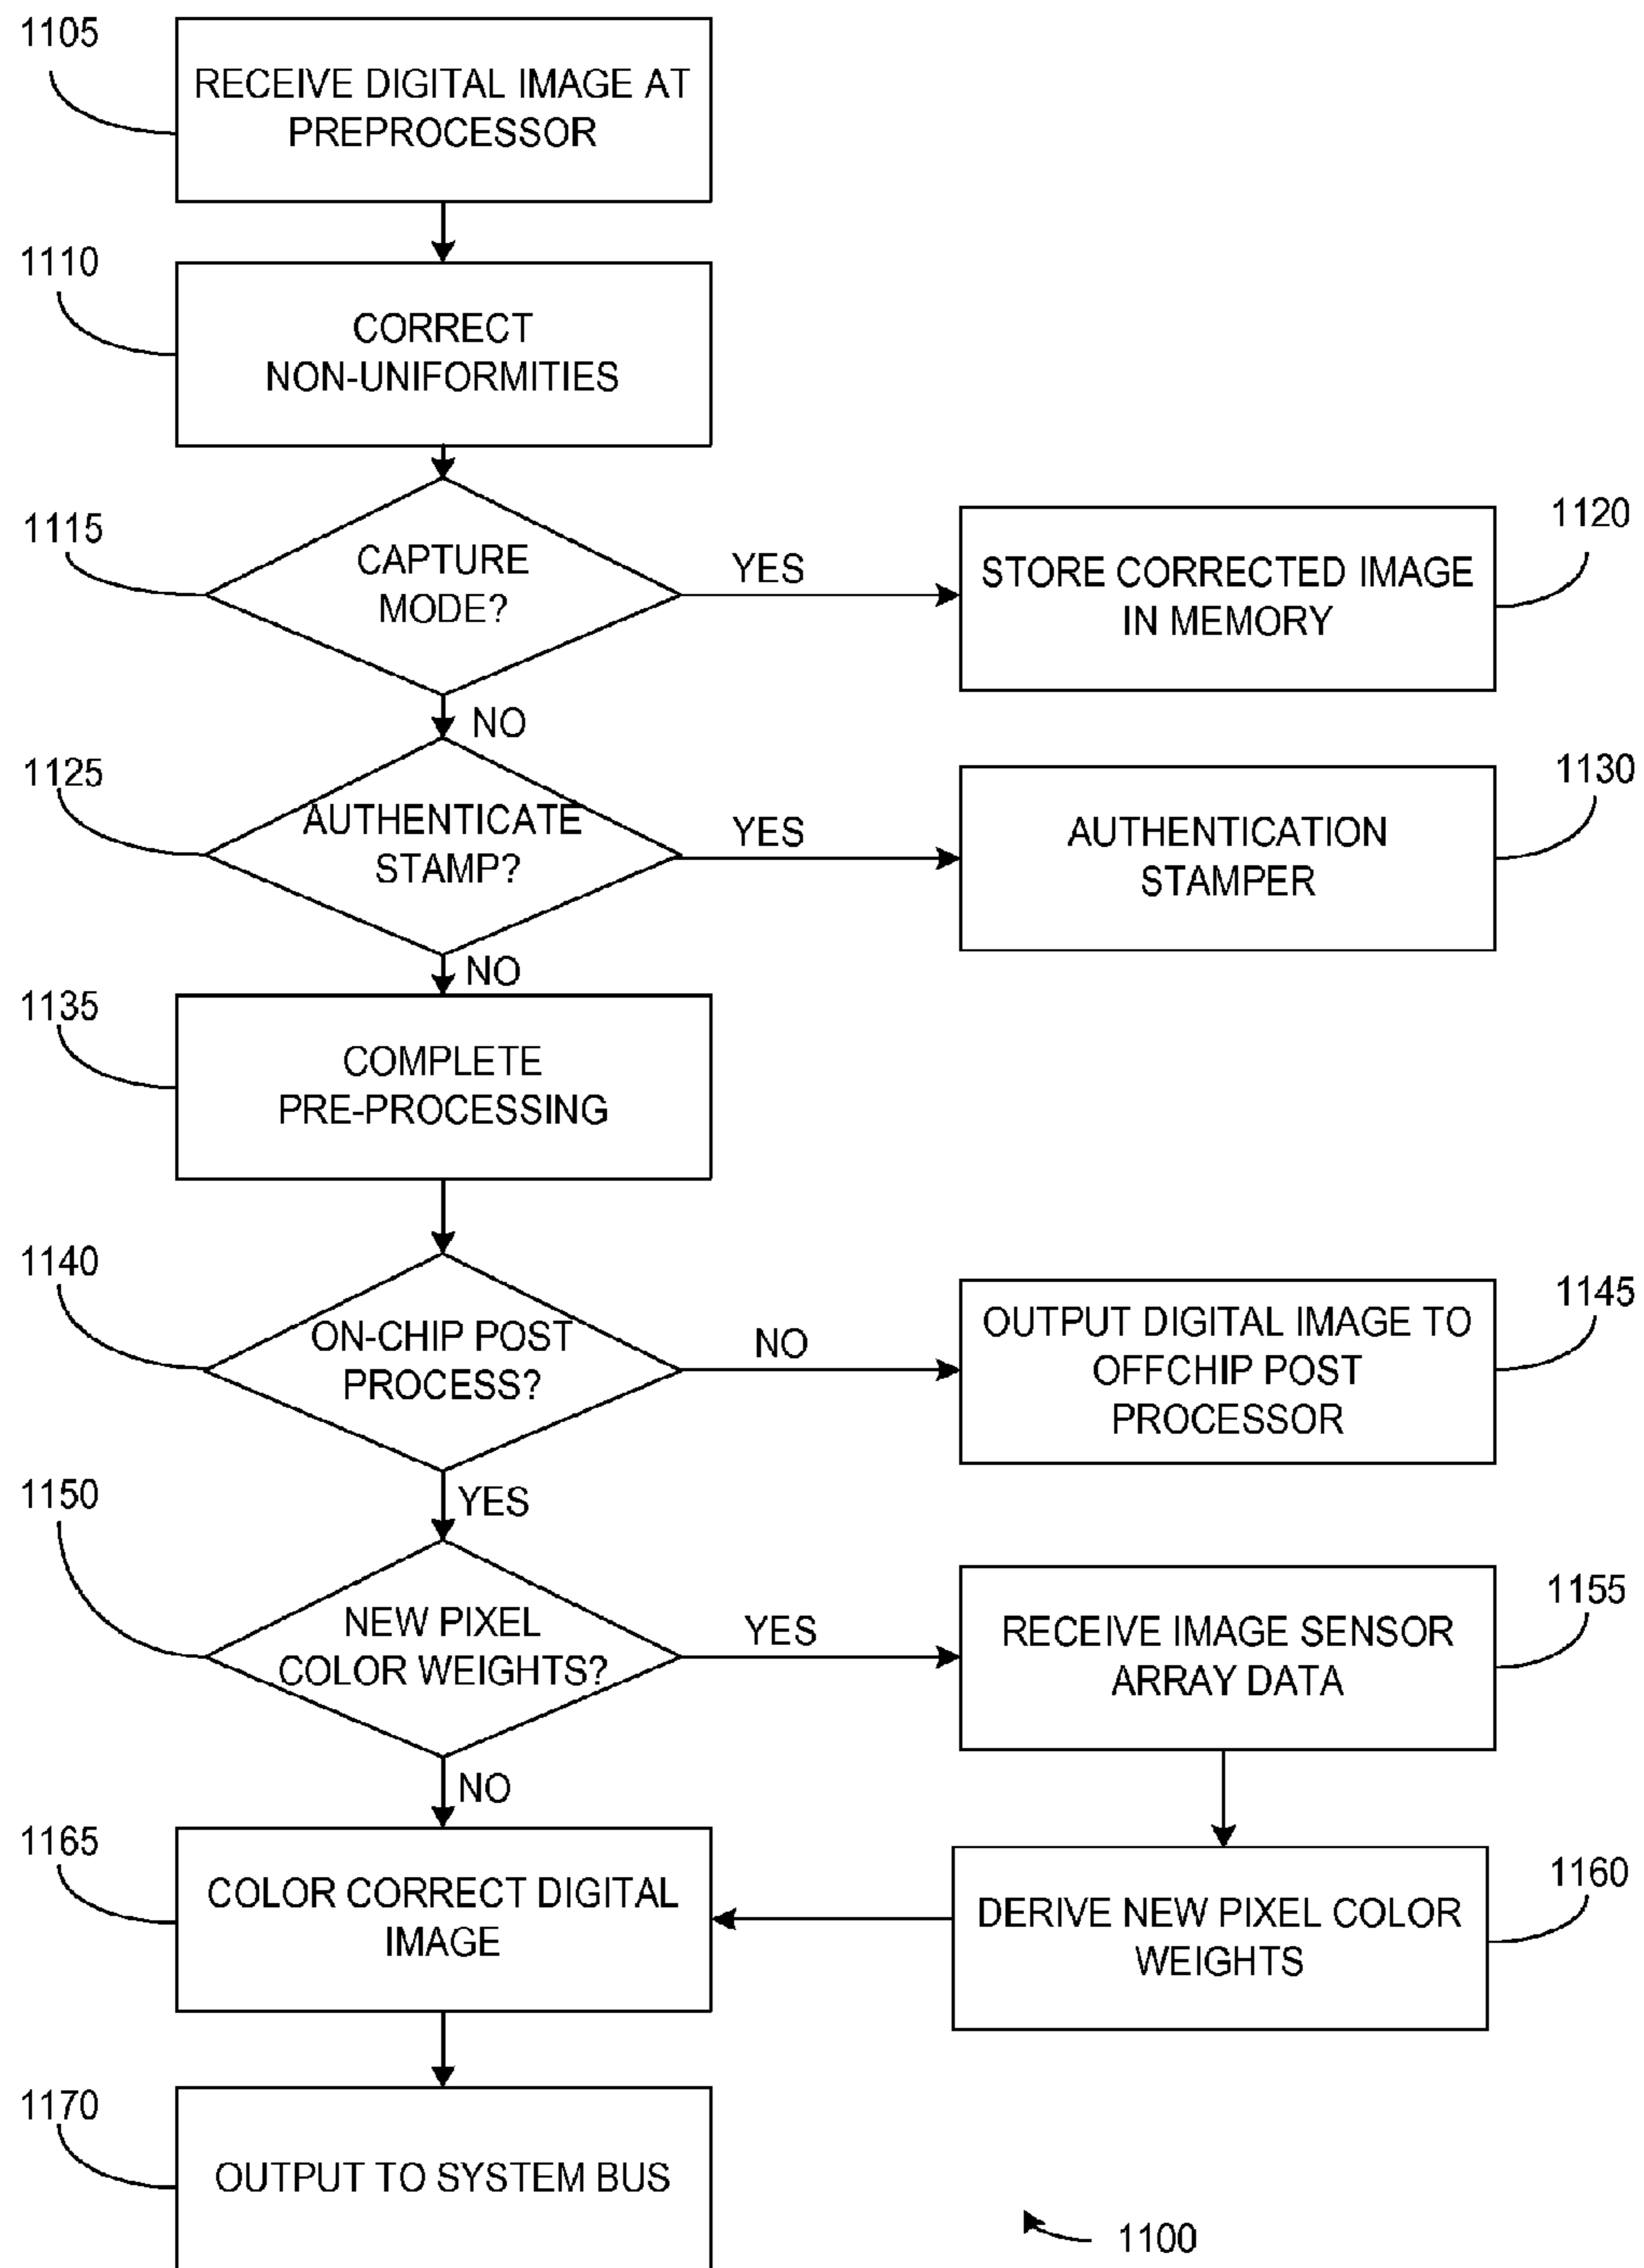 1105
RECEIVE DIGITAL IMAGE AT
PREPROCESSOR
1110
CORRECT
NON-UNIFORMITIES
1115
CAPTURE
MODE?
YES
STORE CORRECTED IMAGE
IN MEMORY
1120
NO
1125
AUTHENTICATE
STAMP?
YES
AUTHENTICATION
STAMPER
1130
NO
1135
COMPLETE
PRE-PROCESSING
1140
ON-CHIP POST
PROCESS?
NO
OUTPUT DIGITAL IMAGE TO
OFFCHIP POST
PROCESSOR
1145
YES
1150
NEW PIXEL
COLOR WEIGHTS?
YES
RECEIVE IMAGE SENSOR
ARRAY DATA
1155
NO
1165
COLOR CORRECT DIGITAL
IMAGE
DERIVE NEW PIXEL COLOR
WEIGHTS
1160
1170
OUTPUT TO SYSTEM BUS
1100